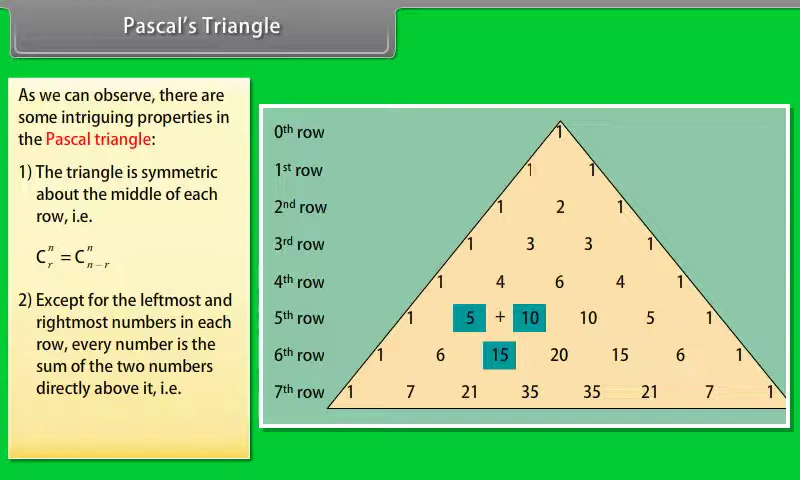 Pascal's Triangle
As we can observe, there are
some intriguing properties in
the Pascal triangle:
1) The triangle is symmetric
about the middle of each
row, i.e.
C^n_r = C^n_{n-r}
2) Except for the leftmost and
rightmost numbers in each
row, every number is the
sum of the two numbers
directly above it, i.e.
0th row 1
1st row 1 1
2nd row 1 2 1
3rd row 1 3 3 1
4th row 1 4 6 4 1
5th row 1 5 + 10 10 5 1
6th row 1 6 15 20 15 6 1
7th row 1 7 21 35 35 21 7 1